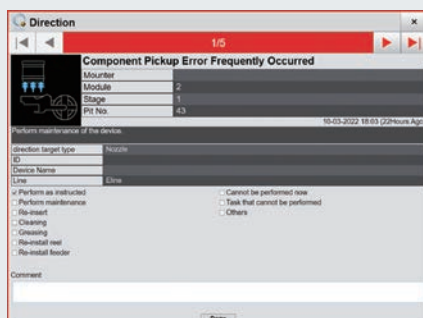 Direction
1/5
Component Pickup Error Frequently Occurred
Mounter
Module 2
Stage 1
Pit No. 43
10-03-2022 18:03 (22Hours Ago
Perform maintenance of the device.
direction target type Nozzle
ID
Device Name
Line Eline
Perform as instructed
Perform maintenance
Re-insert
Cleaning
Greasing
Re-install reel
Re-install feeder
Cannot be performed now
Task that cannot be performed
Others
Comment